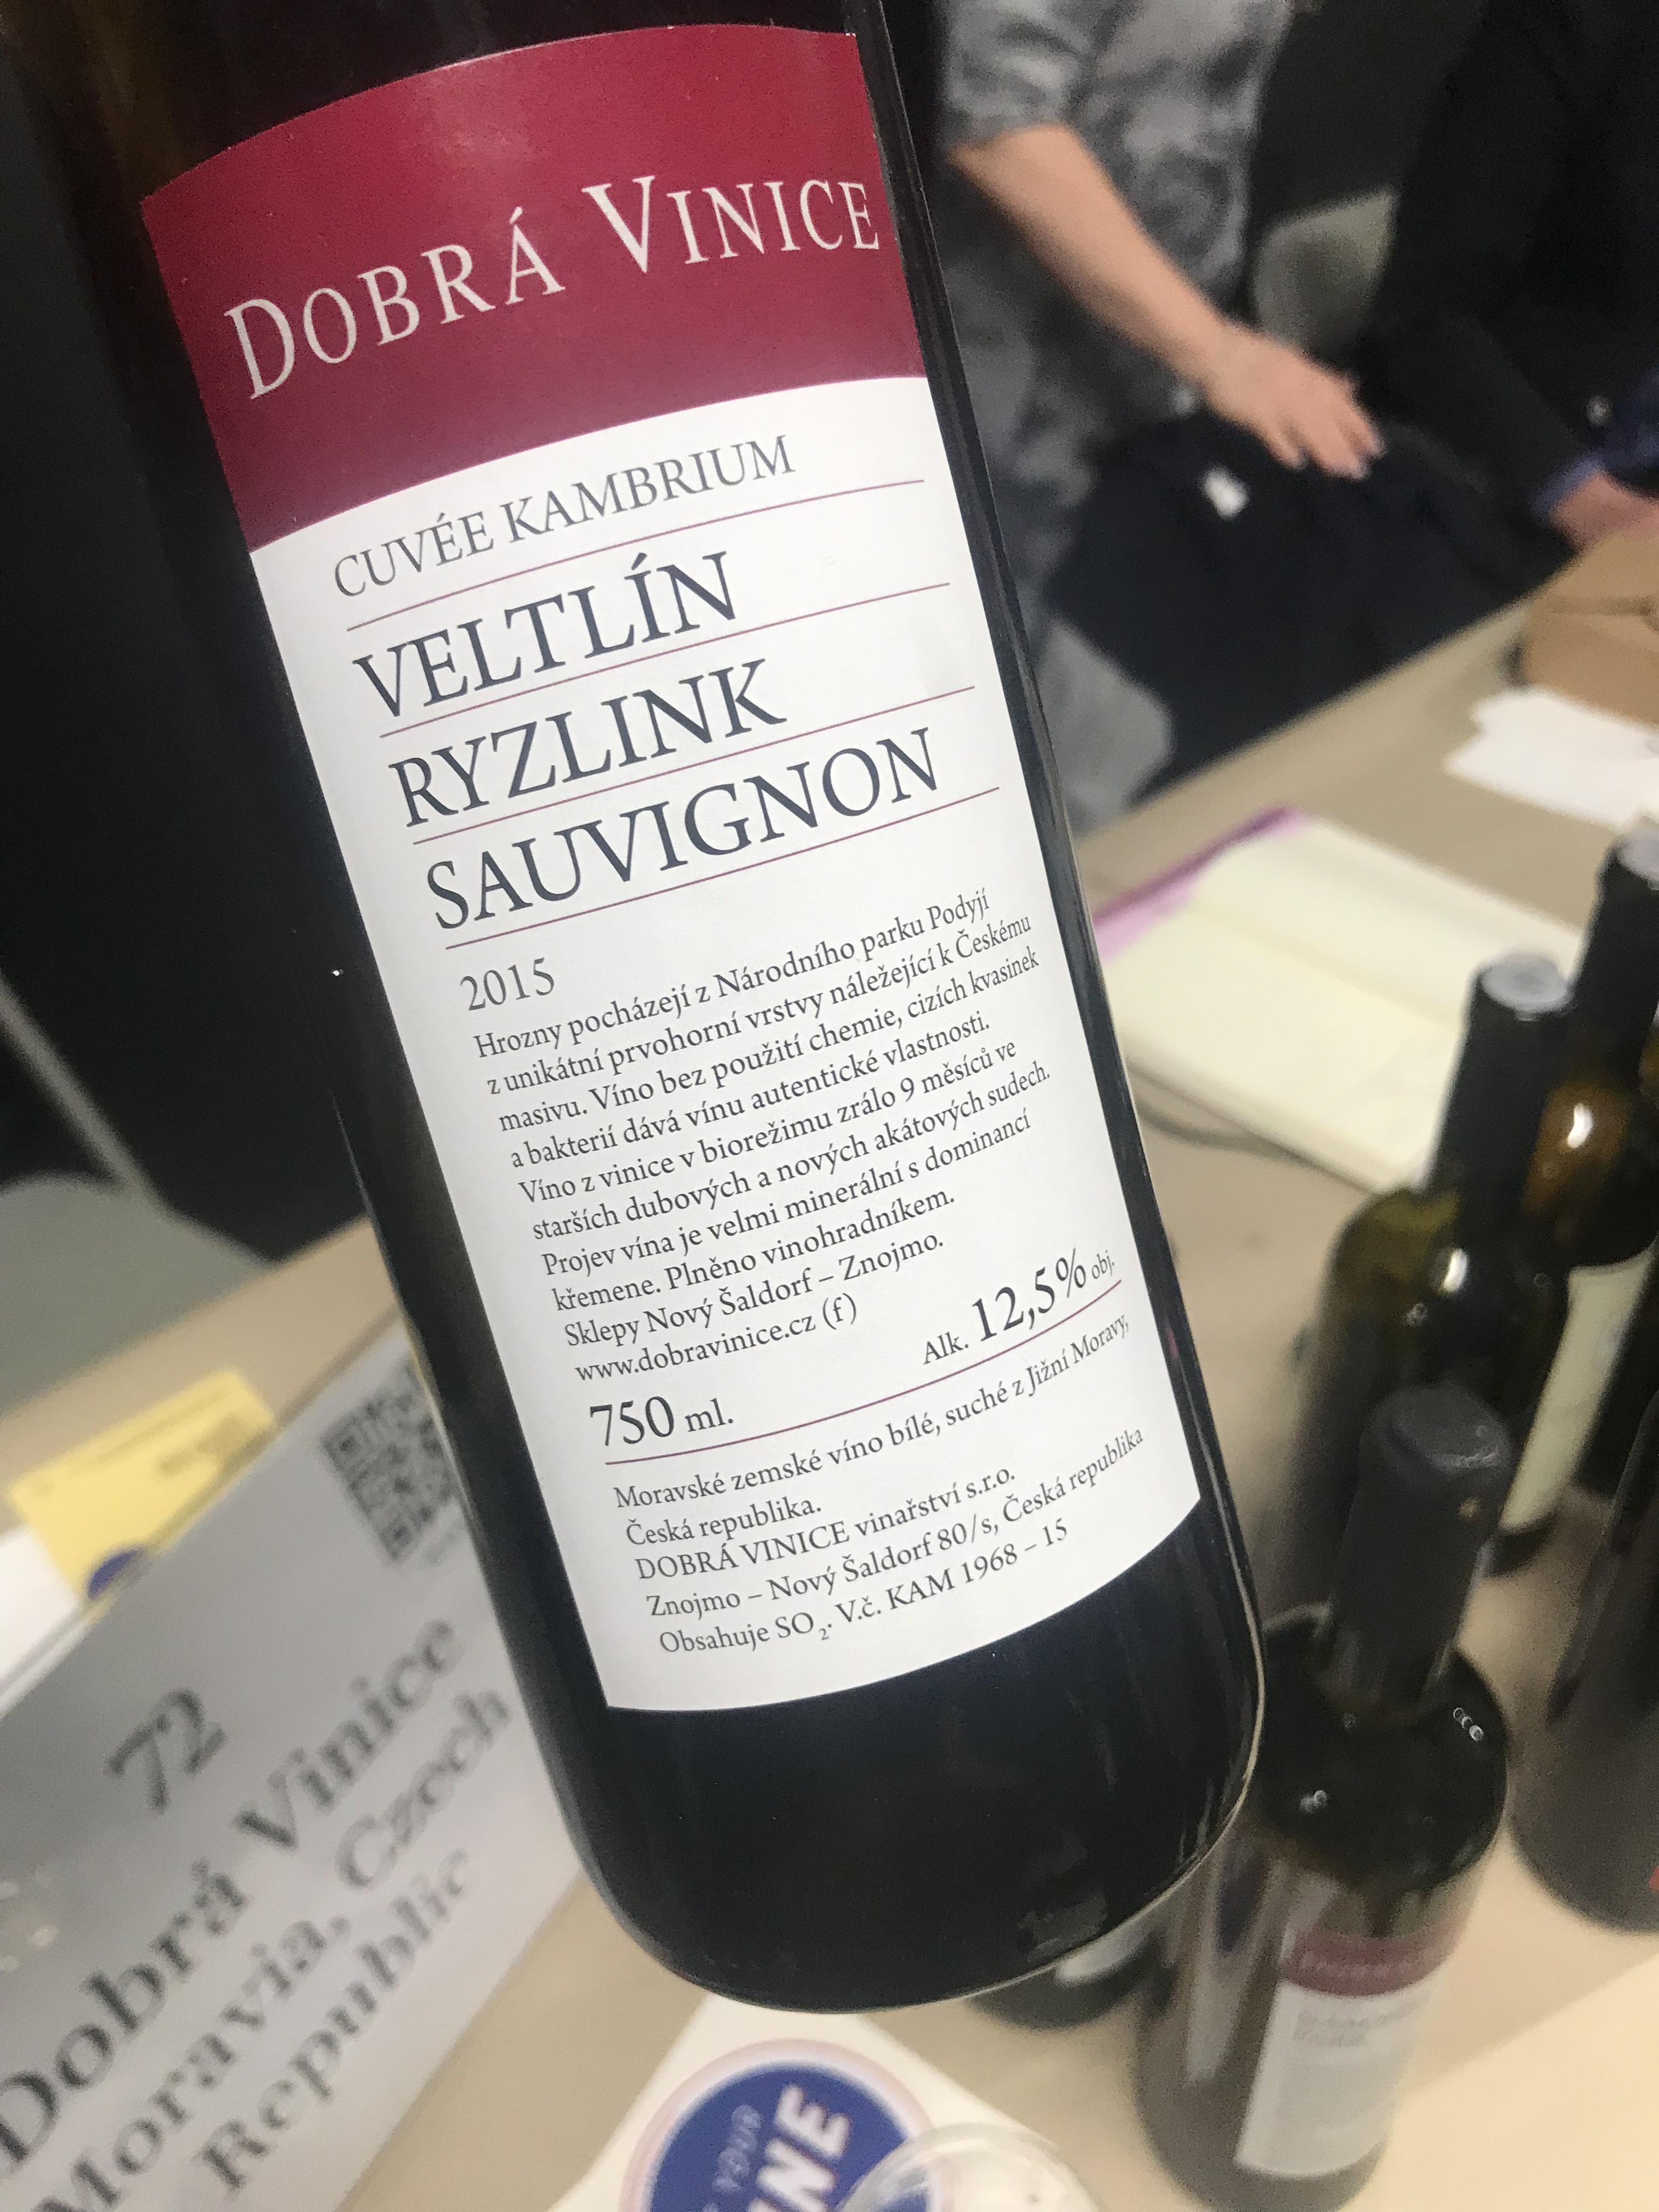 DOBRÁ VINICE
CUVÉE KAMBRIUM
VELTLÍN
RYZLINK
SAUVIGNON
2015
Hrozny pocházejí z Národního parku Podyjí
z unikátní prvohorní vrstvy náležející k Českému
masivu. Víno bez použití chemie, cizích kvasinek
a bakterií dává vínu autentické vlastnosti.
Víno z vinice v biorežimu zrálo 9 měsíců ve
starších dubových a nových akátových sudech.
Projev vína je velmi minerální s dominancí
křemene. Plněno vinohradníkem.
Sklepy Nový Šaldorf – Znojmo.
www.dobravinice.cz (f)
750 ml. Alk. 12,5% obj.
Moravské zemské víno bílé, suché z Jižní Moravy,
Česká republika.
DOBRÁ VINICE vinařství s.r.o.
Znojmo – Nový Šaldorf 80/s, Česká republika
Obsahuje SO₂. V.č. KAM 1968 – 15
72
Dobrá Vinice
Moravia, Czech
Republic
YOUR